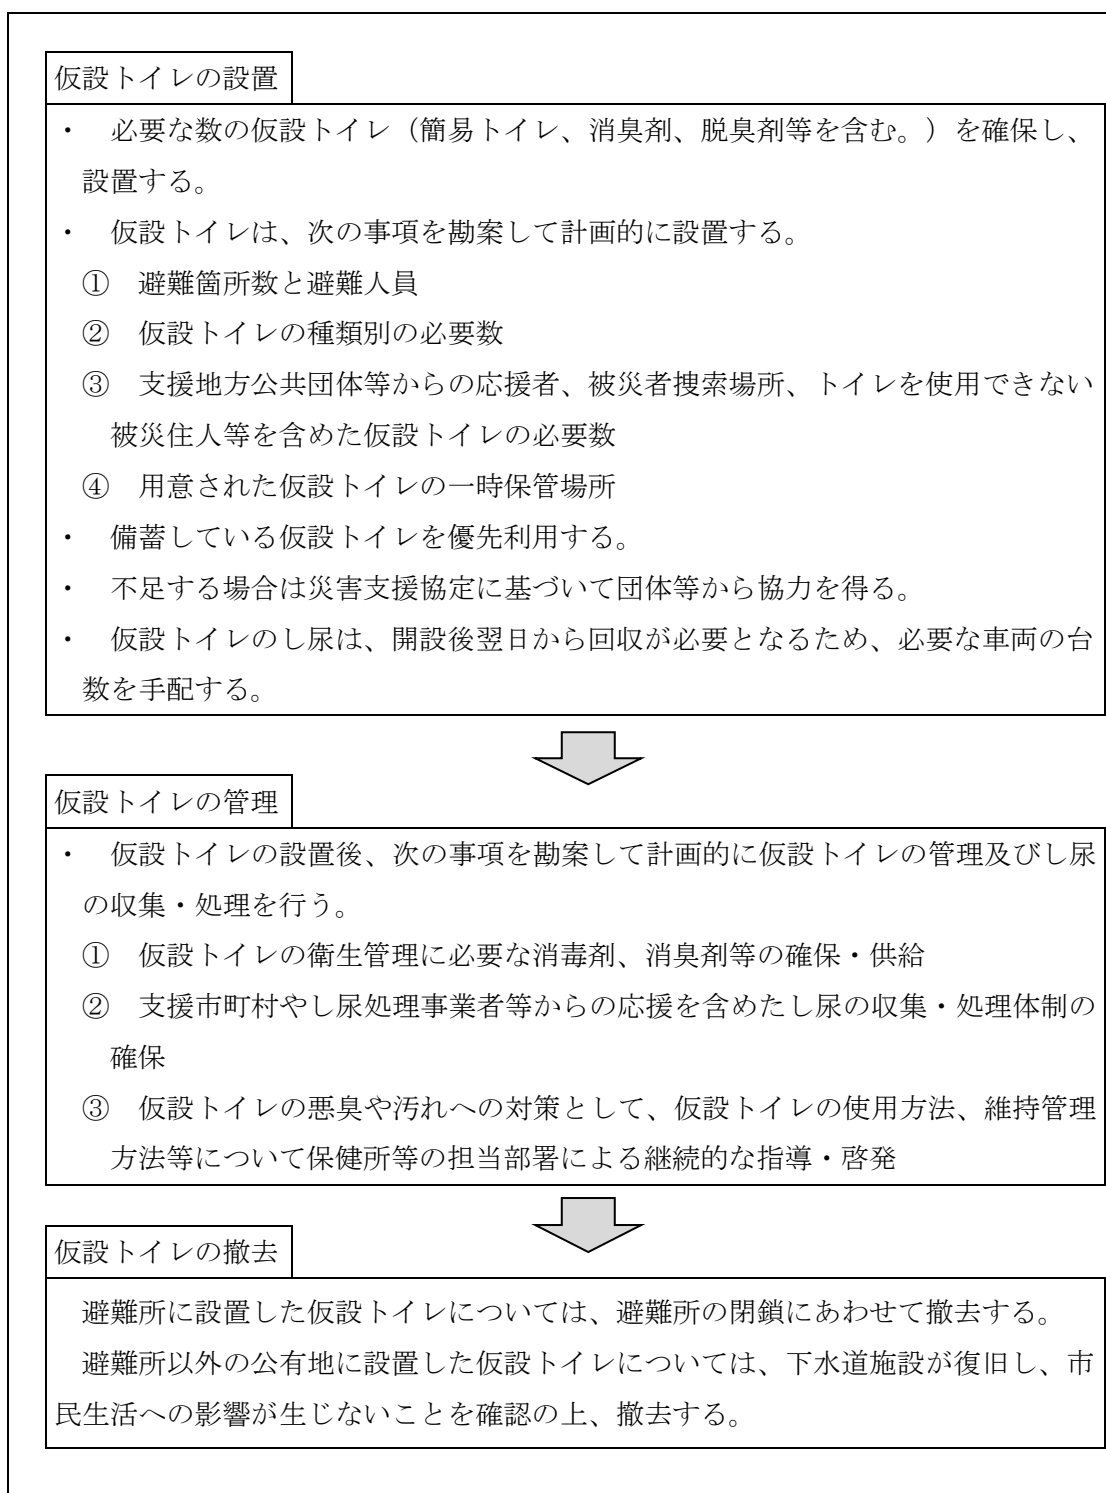 仮設トイレの設置
・　必要な数の仮設トイレ（簡易トイレ、消臭剤、脱臭剤等を含む。）を確保し、
設置する。
・　仮設トイレは、次の事項を勘案して計画的に設置する。
①　避難箇所数と避難人員
②　仮設トイレの種類別の必要数
③　支援地方公共団体等からの応援者、被災者捜索場所、トイレを使用できない
被災住人等を含めた仮設トイレの必要数
④　用意された仮設トイレの一時保管場所
・　備蓄している仮設トイレを優先利用する。
・　不足する場合は災害支援協定に基づいて団体等から協力を得る。
・　仮設トイレのし尿は、開設後翌日から回収が必要となるため、必要な車両の台
数を手配する。
仮設トイレの管理
・　仮設トイレの設置後、次の事項を勘案して計画的に仮設トイレの管理及びし尿
の収集・処理を行う。
①　仮設トイレの衛生管理に必要な消毒剤、消臭剤等の確保・供給
②　支援市町村やし尿処理事業者等からの応援を含めたし尿の収集・処理体制の
確保
③　仮設トイレの悪臭や汚れへの対策として、仮設トイレの使用方法、維持管理
方法等について保健所等の担当部署による継続的な指導・啓発
仮設トイレの撤去
避難所に設置した仮設トイレについては、避難所の閉鎖にあわせて撤去する。
避難所以外の公有地に設置した仮設トイレについては、下水道施設が復旧し、市
民生活への影響が生じないことを確認の上、撤去する。